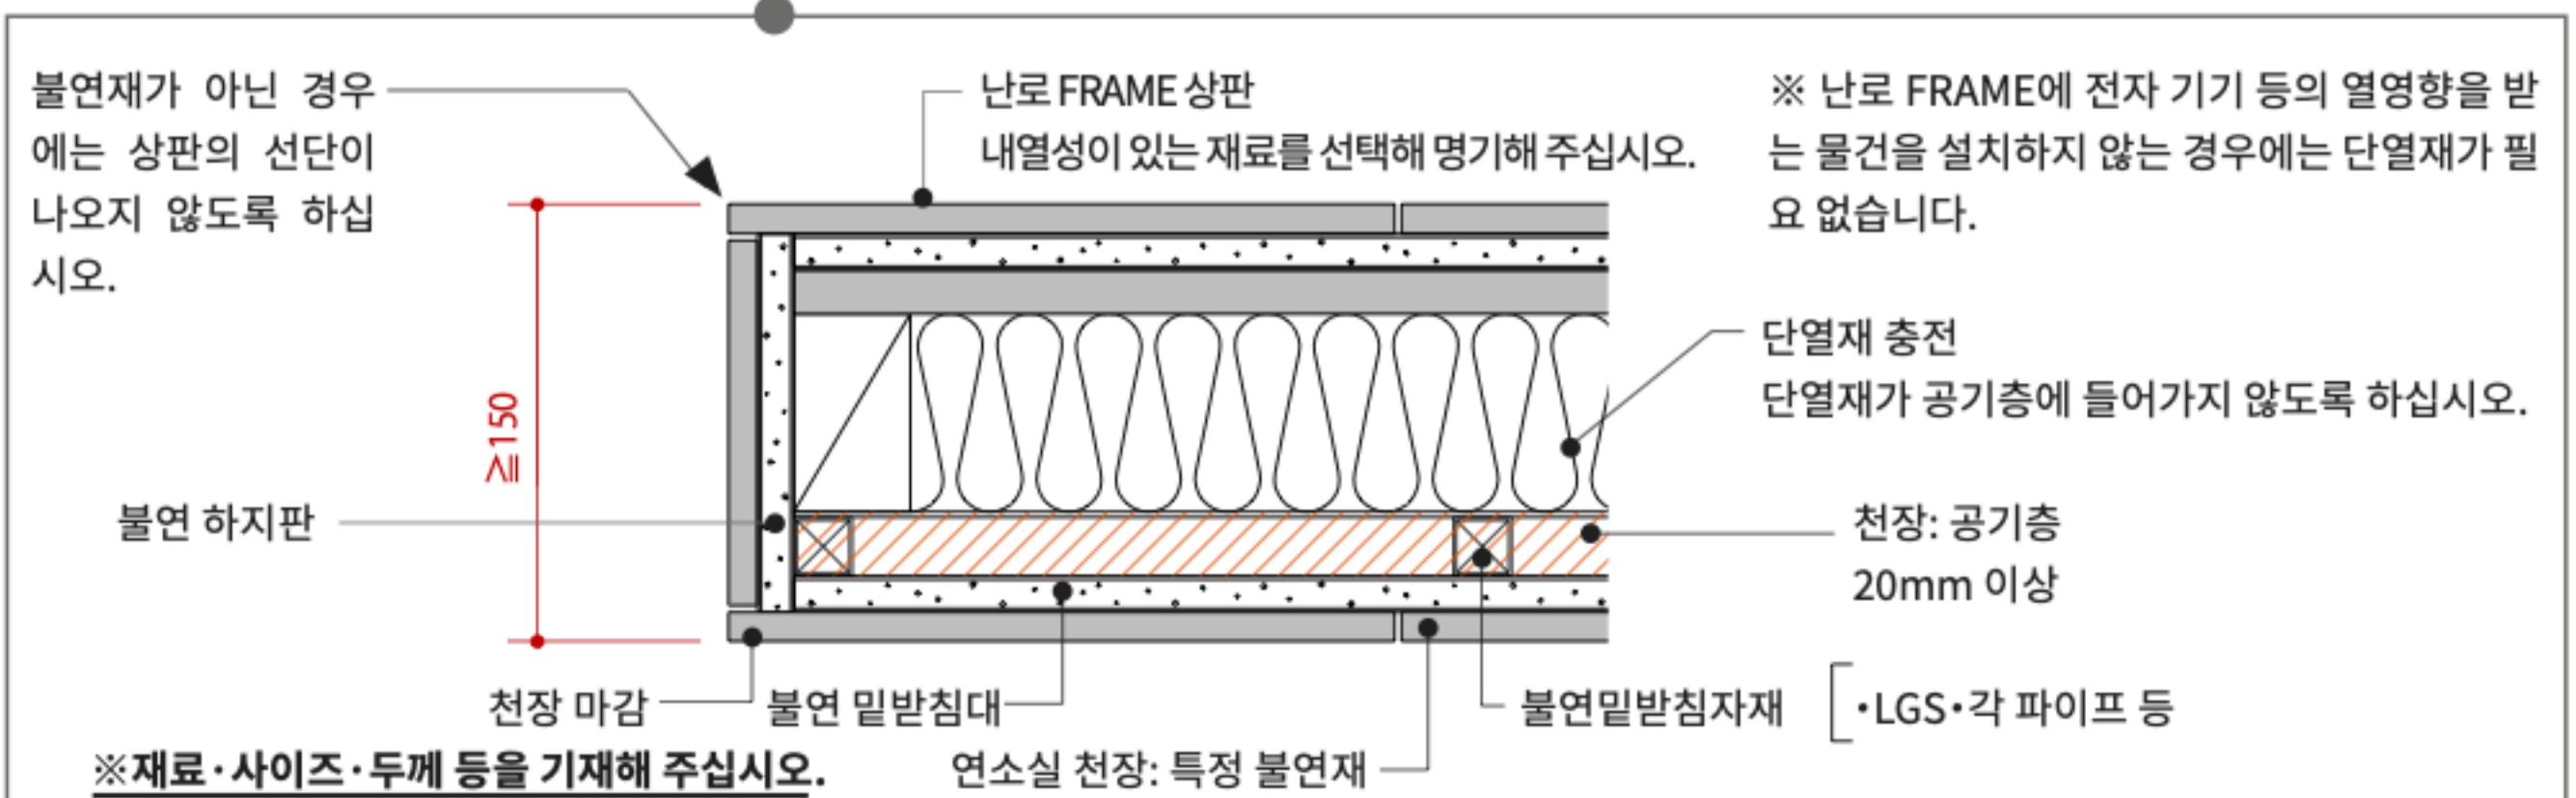 불연재가 아닌 경우
에는 상판의 선단이
나오지 않도록 하십
시오.
난로 FRAME 상판
내열성이 있는 재료를 선택해 명기해 주십시오.
※ 난로 FRAME에 전자 기기 등의 열영향을 받
는 물건을 설치하지 않는 경우에는 단열재가 필
요 없습니다.
≧150
단열재 충전
단열재가 공기층에 들어가지 않도록 하십시오.
불연 하지판
천장: 공기층
20mm 이상
천장 마감
불연 밑받침대
불연밑받침자재
・LGS・각 파이프 등
※재료·사이즈·두께 등을 기재해 주십시오.
연소실 천장: 특정 불연재